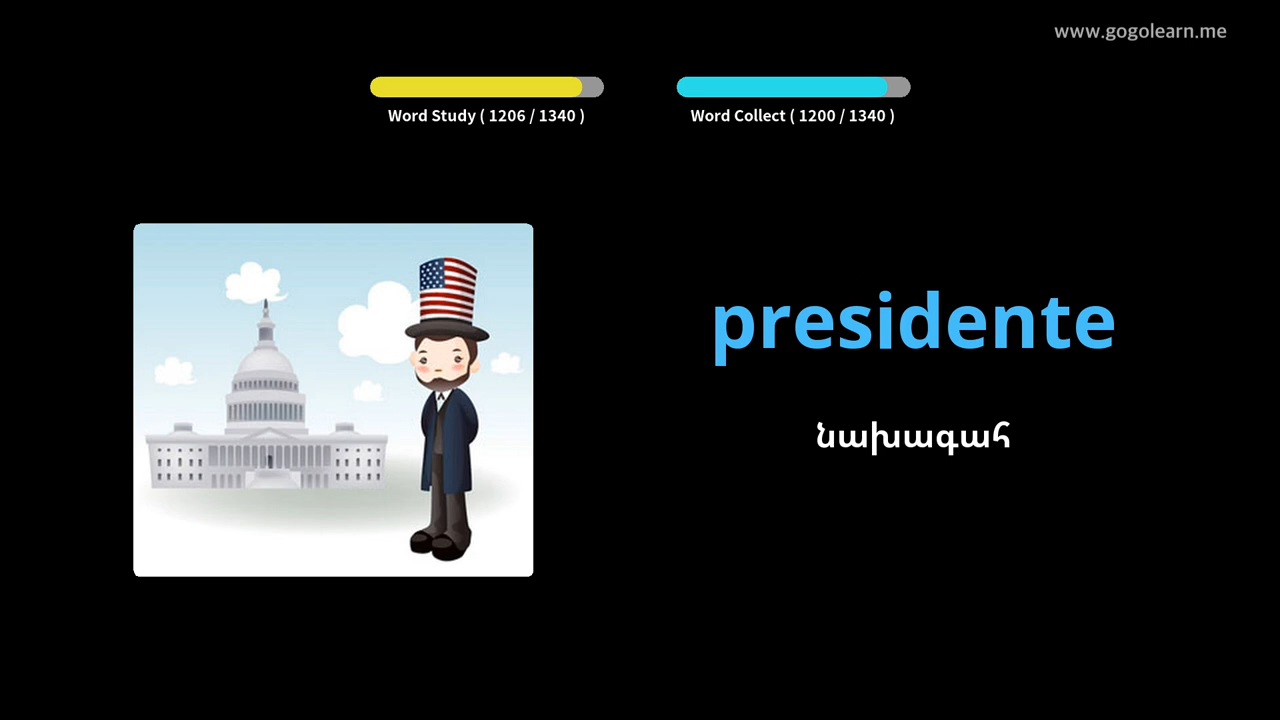 www.gogolearn.me
Word Study ( 1206 / 1340 )
Word Collect ( 1200 / 1340 )
presidente
նախագահ